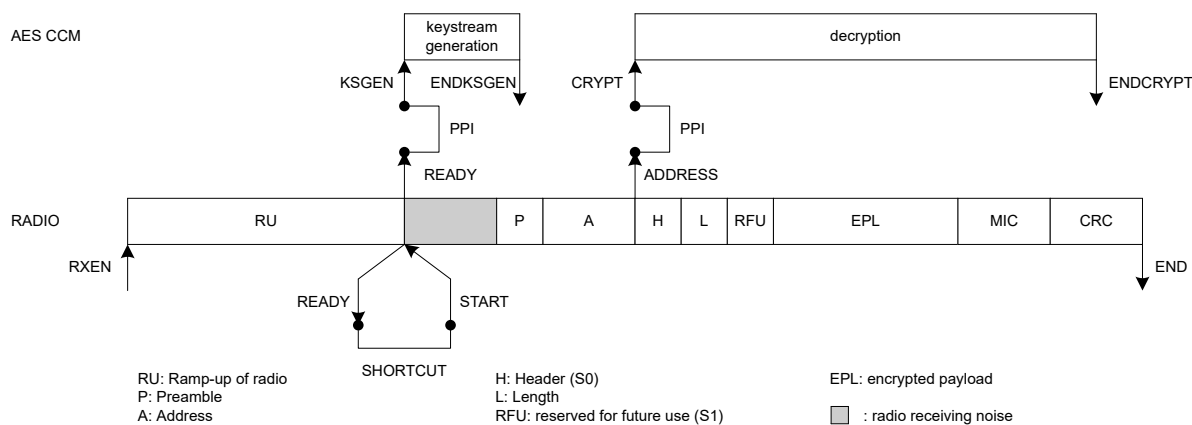 AES CCM
keystream
generation
decryption
KSGEN
ENDKSGEN
CRYPT
ENDCRYPT
PPI
PPI
READY
ADDRESS
RADIO
RU
P
A
H
L
RFU
EPL
MIC
CRC
RXEN
END
READY
START
SHORTCUT
RU: Ramp-up of radio
P: Preamble
A: Address
H: Header (S0)
L: Length
RFU: reserved for future use (S1)
EPL: encrypted payload
: radio receiving noise